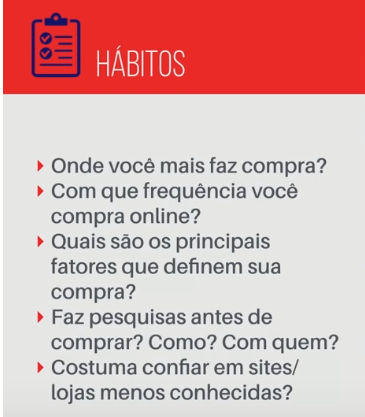 HÁBITOS
Onde você mais faz compra?
Com que frequência você
compra online?
Quais são os principais
fatores que definem sua
compra?
Faz pesquisas antes de
comprar? Como? Com quem?
Costuma confiar em sites/
lojas menos conhecidas?